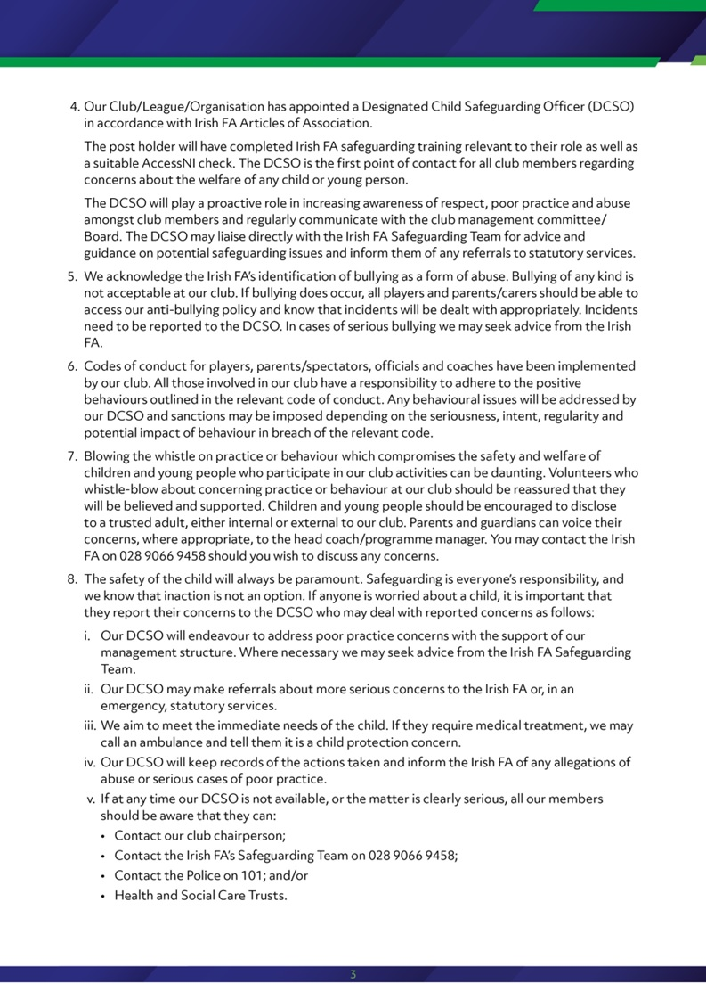 4. Our Club/League/Organisation has appointed a Designated Child Safeguarding Officer (DCSO)
in accordance with Irish FA Articles of Association.
The post holder will have completed Irish FA safeguarding training relevant to their role as well as
a suitable AccessNI check. The DCSO is the first point of contact for all club members regarding
concerns about the welfare of any child or young person.
The DCSO will play a proactive role in increasing awareness of respect, poor practice and abuse
amongst club members and regularly communicate with the club management committee/
Board. The DCSO may liaise directly with the Irish FA Safeguarding Team for advice and
guidance on potential safeguarding issues and inform them of any referrals to statutory services.
5. We acknowledge the Irish FA's identification of bullying as a form of abuse. Bullying of any kind is
not acceptable at our club. If bullying does occur, all players and parents/carers should be able to
access our anti-bullying policy and know that incidents will be dealt with appropriately. Incidents
need to be reported to the DCSO. In cases of serious bullying we may seek advice from the Irish
FA.
6. Codes of conduct for players, parents/spectators, officials and coaches have been implemented
by our club. All those involved in our club have a responsibility to adhere to the positive
behaviours outlined in the relevant code of conduct. Any behavioural issues will be addressed by
our DCSO and sanctions may be imposed depending on the seriousness, intent, regularity and
potential impact of behaviour in breach of the relevant code.
7. Blowing the whistle on practice or behaviour which compromises the safety and welfare of
children and young people who participate in our club activities can be daunting. Volunteers who
whistle-blow about concerning practice or behaviour at our club should be reassured that they
will be believed and supported. Children and young people should be encouraged to disclose
to a trusted adult, either internal or external to our club. Parents and guardians can voice their
concerns, where appropriate, to the head coach/programme manager. You may contact the Irish
FA on 028 9066 9458 should you wish to discuss any concerns.
8. The safety of the child will always be paramount. Safeguarding is everyone's responsibility, and
we know that inaction is not an option. If anyone is worried about a child, it is important that
they report their concerns to the DCSO who may deal with reported concerns as follows:
i. Our DCSO will endeavour to address poor practice concerns with the support of our
management structure. Where necessary we may seek advice from the Irish FA Safeguarding
Team.
ii. Our DCSO may make referrals about more serious concerns to the Irish FA or, in an
emergency, statutory services.
iii. We aim to meet the immediate needs of the child. If they require medical treatment, we may
call an ambulance and tell them it is a child protection concern.
iv. Our DCSO will keep records of the actions taken and inform the Irish FA of any allegations of
abuse or serious cases of poor practice.
v. If at any time our DCSO is not available, or the matter is clearly serious, all our members
should be aware that they can:
• Contact our club chairperson;
• Contact the Irish FA's Safeguarding Team on 028 9066 9458;
• Contact the Police on 101; and/or
• Health and Social Care Trusts.
3